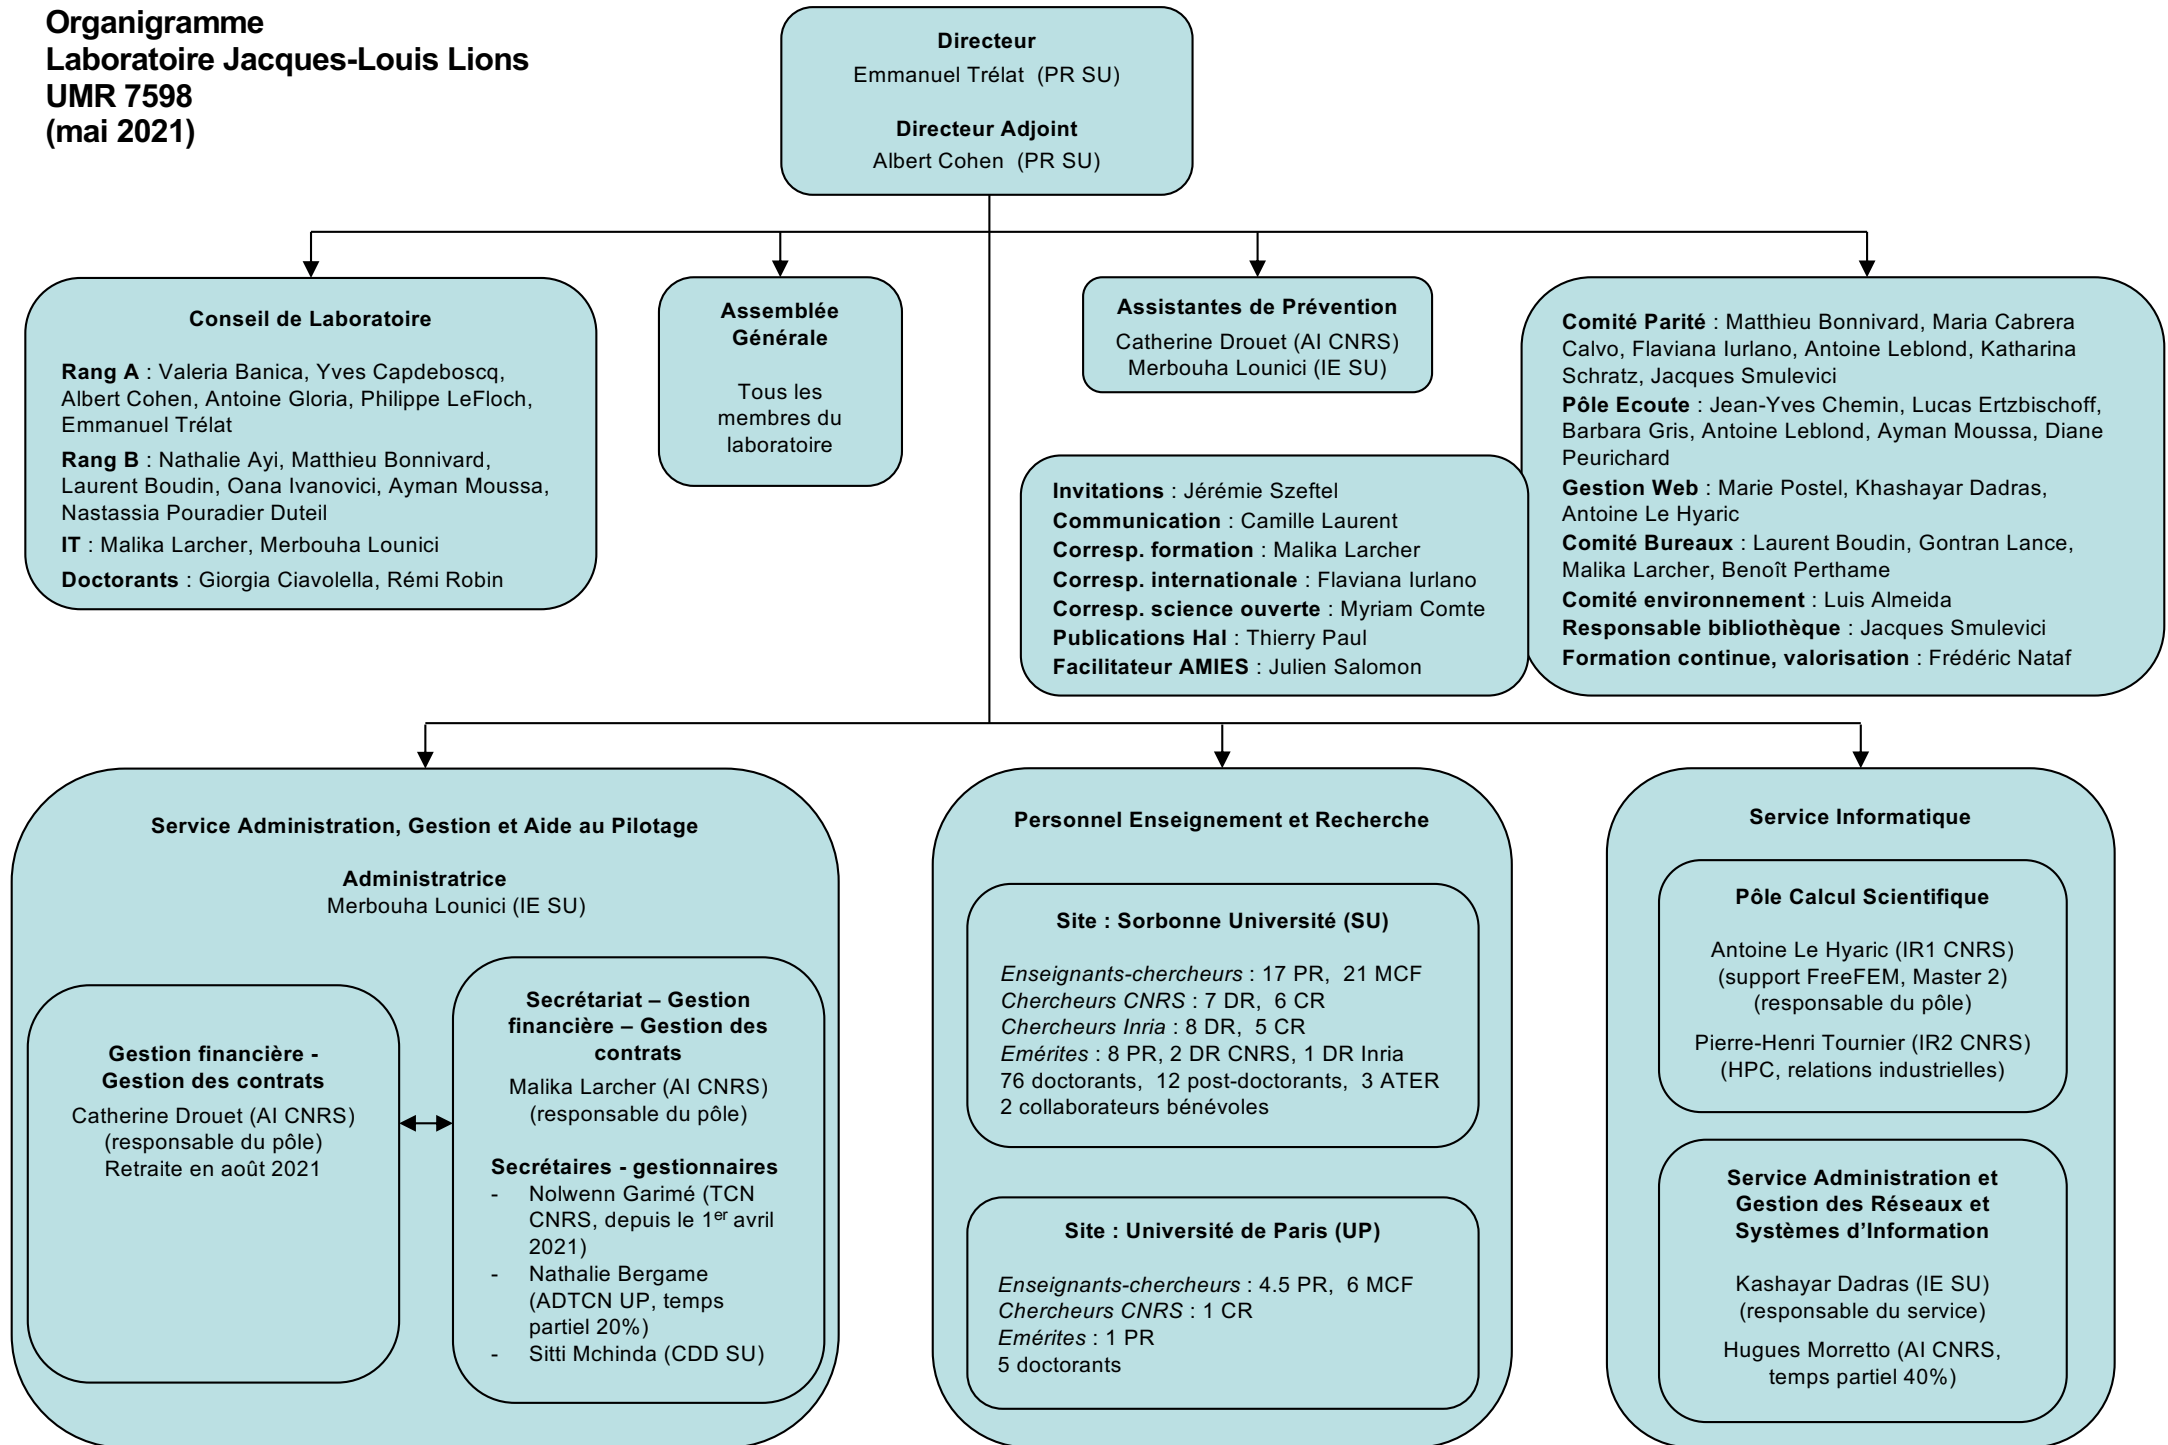 Organigramme
Laboratoire Jacques-Louis Lions
UMR 7598
(mai 2021)
Directeur
Emmanuel Trélat (PR SU)
Directeur Adjoint
Albert Cohen (PR SU)
Conseil de Laboratoire
Rang A : Valeria Banica, Yves Capdeboscq,
Albert Cohen, Antoine Gloria, Philippe LeFloch,
Emmanuel Trélat
Rang B : Nathalie Ayi, Matthieu Bonnivard,
Laurent Boudin, Oana Ivanovici, Ayman Moussa,
Nastassia Pouradier Duteil
IT : Malika Larcher, Merbouha Lounici
Doctorants : Giorgia Ciavolella, Rémi Robin
Assemblée
Générale
Tous les
membres du
laboratoire
Assistantes de Prévention
Catherine Drouet (AI CNRS)
Merbouha Lounici (IE SU)
Invitations : Jérémie Szeftel
Communication : Camille Laurent
Corresp. formation : Malika Larcher
Corresp. internationale : Flaviana Iurlano
Corresp. science ouverte : Myriam Comte
Publications Hal : Thierry Paul
Facilitateur AMIES : Julien Salomon
Comité Parité : Matthieu Bonnivard, Maria Cabrera
Calvo, Flaviana Iurlano, Antoine Leblond, Katharina
Schratz, Jacques Smulevici
Pôle Ecoute : Jean-Yves Chemin, Lucas Ertzbischoff,
Barbara Gris, Antoine Leblond, Ayman Moussa, Diane
Peurichard
Gestion Web : Marie Postel, Khashayar Dadras,
Antoine Le Hyaric
Comité Bureaux : Laurent Boudin, Gontran Lance,
Malika Larcher, Benoît Perthame
Comité environnement : Luis Almeida
Responsable bibliothèque : Jacques Smulevici
Formation continue, valorisation : Frédéric Nataf
Service Administration, Gestion et Aide au Pilotage
Administratrice
Merbouha Lounici (IE SU)
Gestion financière -
Gestion des contrats
Catherine Drouet (AI CNRS)
(responsable du pôle)
Retraite en août 2021
Secrétariat – Gestion
financière – Gestion des
contrats
Malika Larcher (AI CNRS)
(responsable du pôle)
Secrétaires - gestionnaires
- Nolwenn Garimé (TCN
CNRS, depuis le 1er avril
2021)
- Nathalie Bergame
(ADTCN UP, temps
partiel 20%)
- Sitti Mchinda (CDD SU)
Personnel Enseignement et Recherche
Site : Sorbonne Université (SU)
Enseignants-chercheurs : 17 PR, 21 MCF
Chercheurs CNRS : 7 DR, 6 CR
Chercheurs Inria : 8 DR, 5 CR
Emérites : 8 PR, 2 DR CNRS, 1 DR Inria
76 doctorants, 12 post-doctorants, 3 ATER
2 collaborateurs bénévoles
Site : Université de Paris (UP)
Enseignants-chercheurs : 4.5 PR, 6 MCF
Chercheurs CNRS : 1 CR
Emérites : 1 PR
5 doctorants
Service Informatique
Pôle Calcul Scientifique
Antoine Le Hyaric (IR1 CNRS)
(support FreeFEM, Master 2)
(responsable du pôle)
Pierre-Henri Tournier (IR2 CNRS)
(HPC, relations industrielles)
Service Administration et
Gestion des Réseaux et
Systèmes d'Information
Kashayar Dadras (IE SU)
(responsable du service)
Hugues Morretto (AI CNRS,
temps partiel 40%)